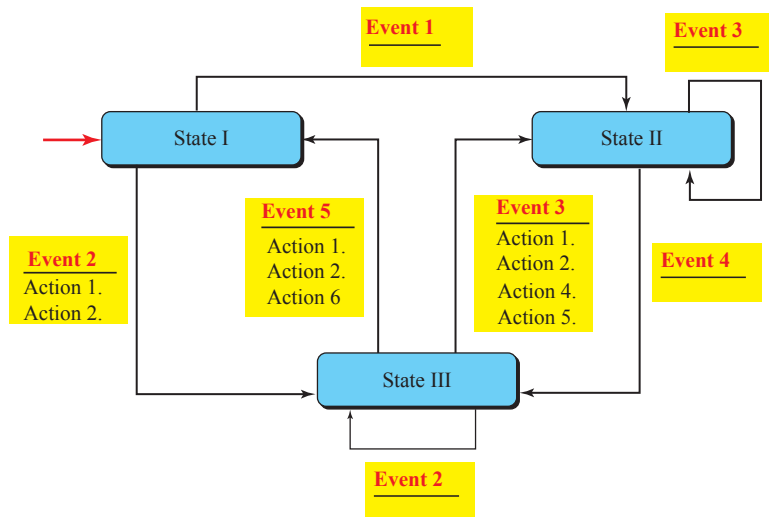 Event 1
Event 3
State I
State II
Event 5
Action 1.
Action 2.
Action 6
Event 3
Action 1.
Action 2.
Action 4.
Action 5.
Event 2
Action 1.
Action 2.
Event 4
State III
Event 2